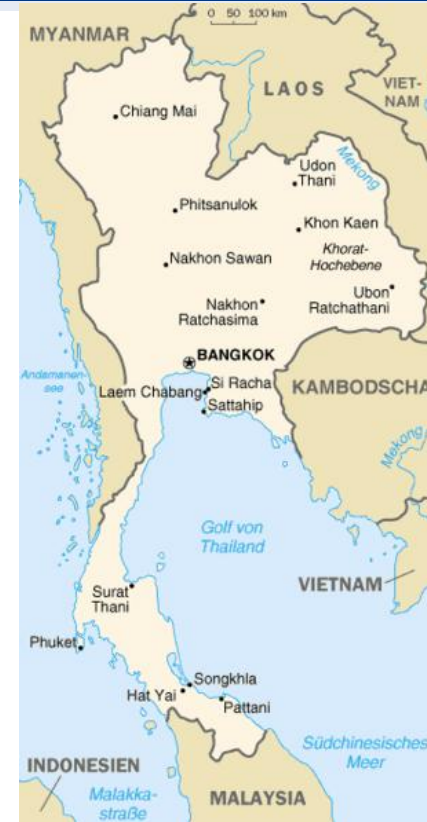 0 50 100 km
MYANMAR
LAOS
VIET-
NAM
Chiang Mai
Udon
Thani
Mekong
Phitsanulok
Khon Kaen
Khorat-
Hochebene
Nakhon Sawan
Nakhon
Ratchasima
Ubon
Ratchathani
BANGKOK
Andamanen-
see
Laem Chabang
Si Racha
Sattahip
KAMBODSCHA
Mekong
Golf von
Thailand
VIETNAM
Surat
Thani
Phuket
Songkhla
Hat Yai
Pattani
Südchinesisches
Meer
INDONESIEN
Malakka-
straße
MALAYSIA